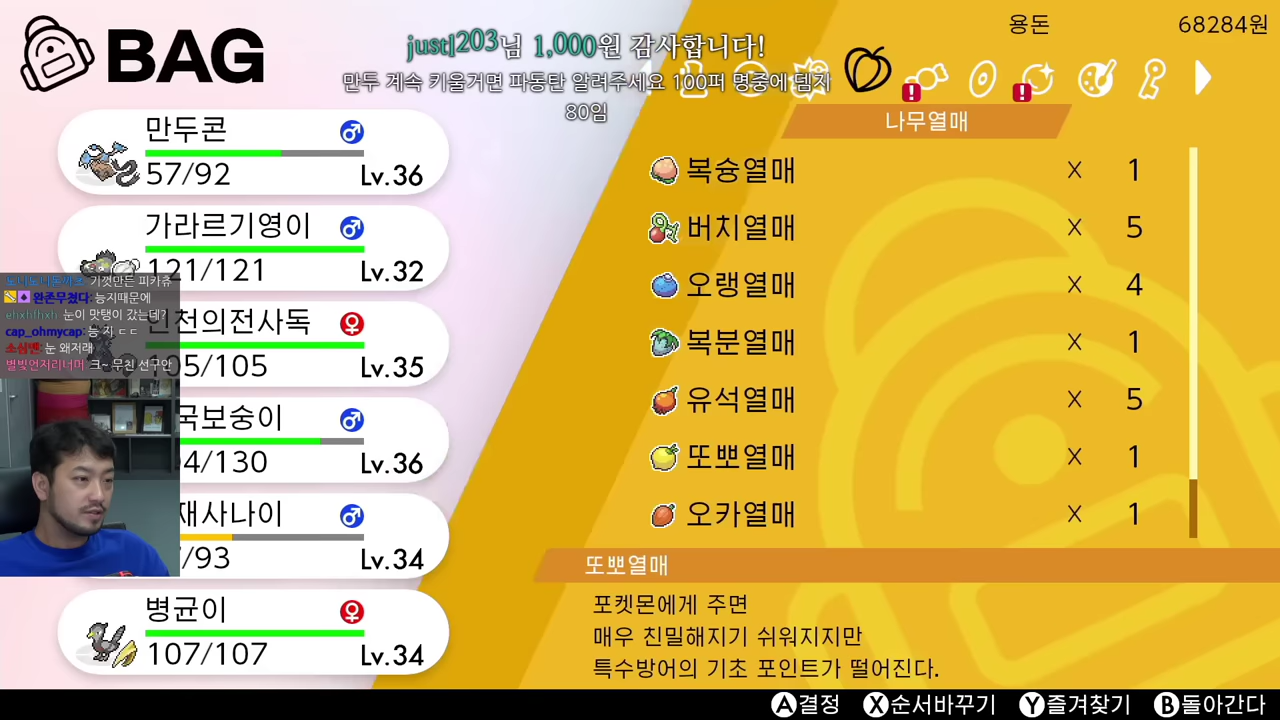 BAG
용돈 68284원
just|203님 1,000원 감사합니다!
만두 계속 키울거면 파동탄 알려주세요 100퍼 명중에 뎀지
80임
나무열매
만두콘
57/92 Lv.36
가라르기영이
121/121 Lv.32
인천의전사독
105/105 Lv.35
국보숭이
4/130 Lv.36
재사나이
/93 Lv.34
병균이
107/107 Lv.34
기껏만든 피카츄
완존무쳤다: 능지때문에
ehxhfhxh: 눈이 맛탱이 갔는데?
cap_ohmycap: 능 지 ㄷㄷ
소심맨: 눈 왜저래
별빛먼저리너머: 크~ 무친 선구안
복숭열매 X 1
버치열매 X 5
오랭열매 X 4
복분열매 X 1
유석열매 X 5
또뽀열매 X 1
오카열매 X 1
또뽀열매
포켓몬에게 주면
매우 친밀해지기 쉬워지지만
특수방어의 기초 포인트가 떨어진다.
A결정 X순서바꾸기 Y즐겨찾기 B돌아간다